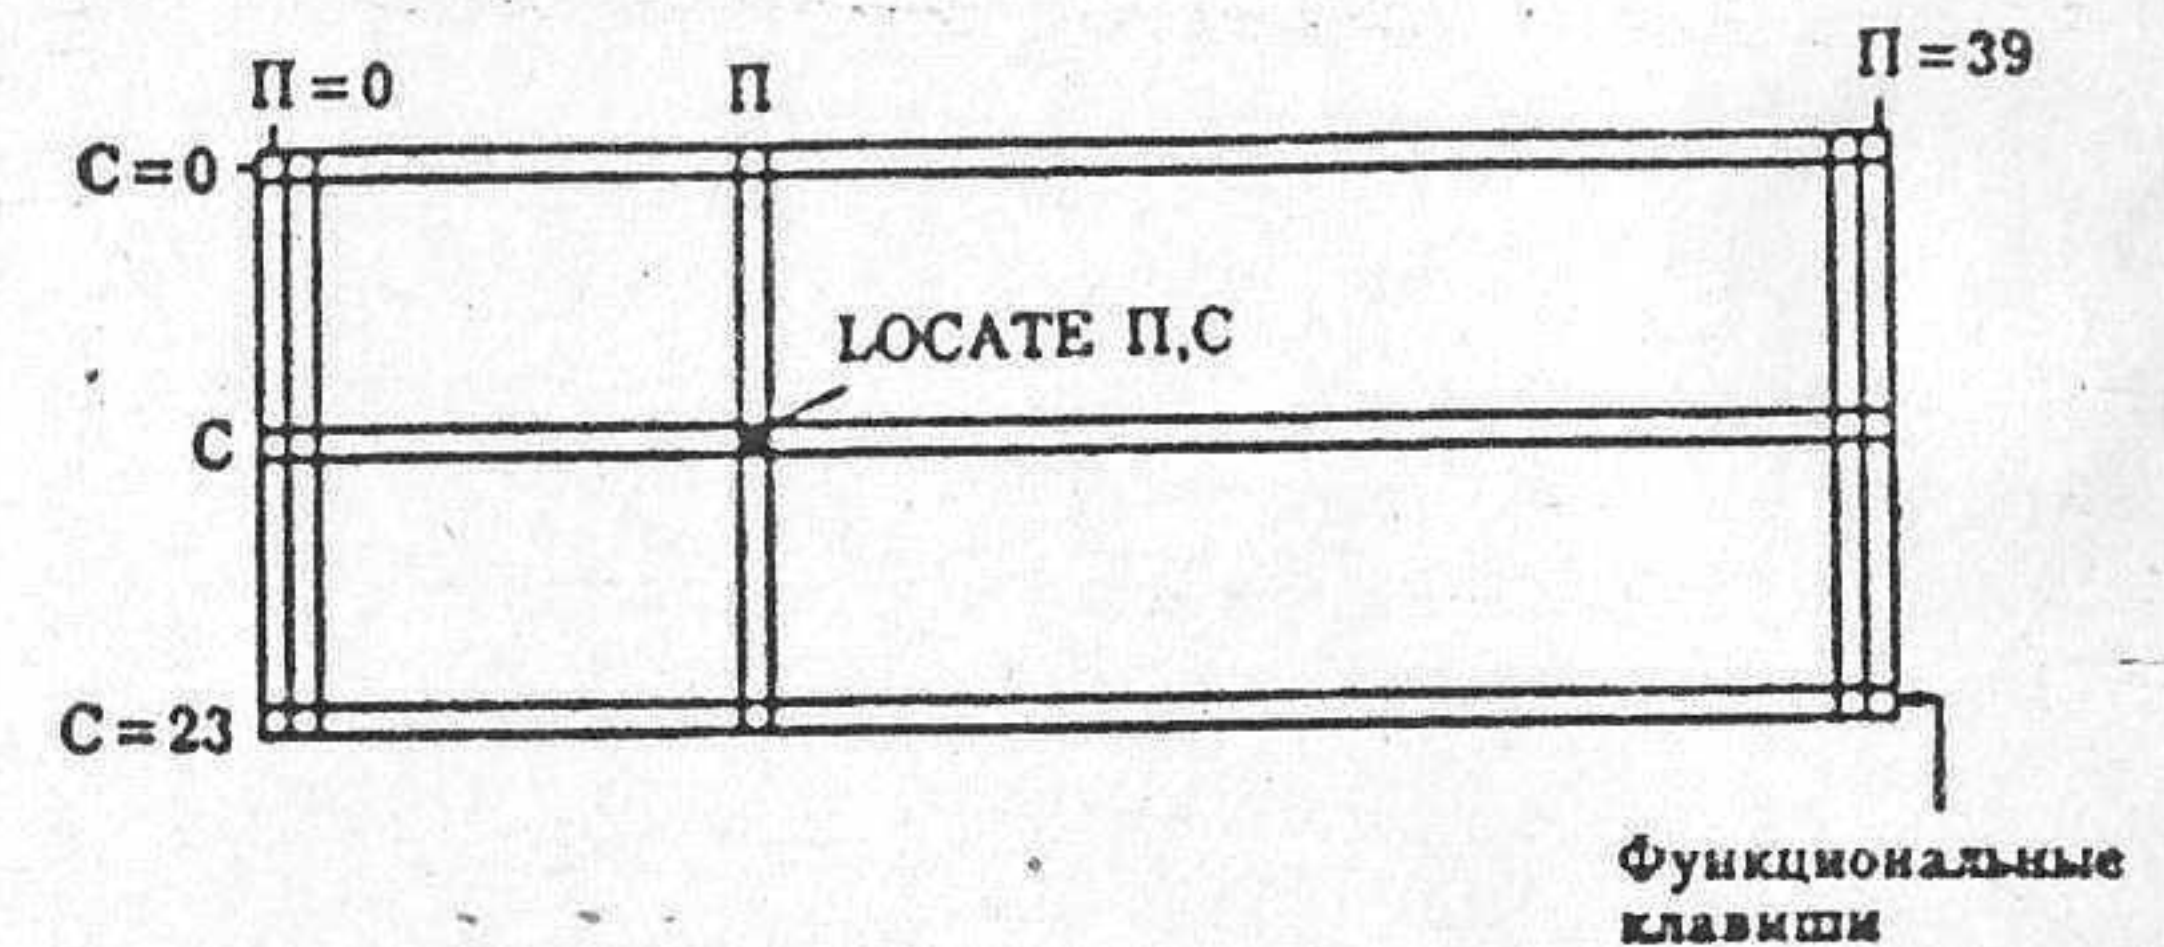 П=0
П
П=39
С=0
LOCATE П,С
С
С=23
Функциональные
клавиши